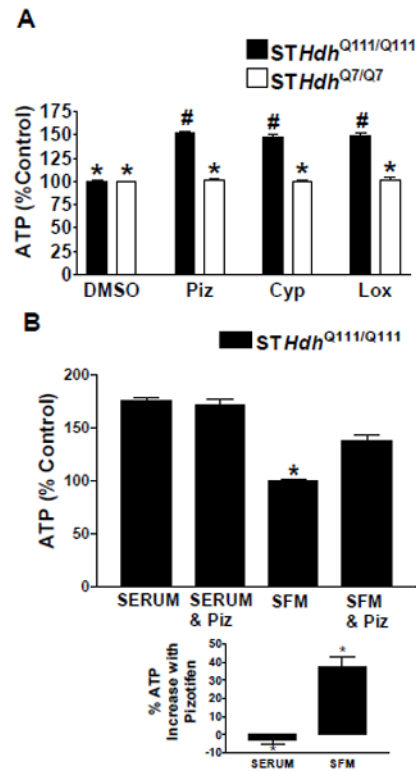 A
STHdhQ111/Q111
STHdhQ7/Q7
ATP (%Control)
175
150
125
100
75
50
25
0
* * # * # * # *
DMSO Piz Cyp Lox
B
STHdhQ111/Q111
ATP (% Control)
200
150
100
50
0
*
SERUM SERUM SFM SFM
& Piz & Piz
% ATP
Increase with
Pizotifen
50
40
30
20
10
0
-10
*
*
SERUM SFM